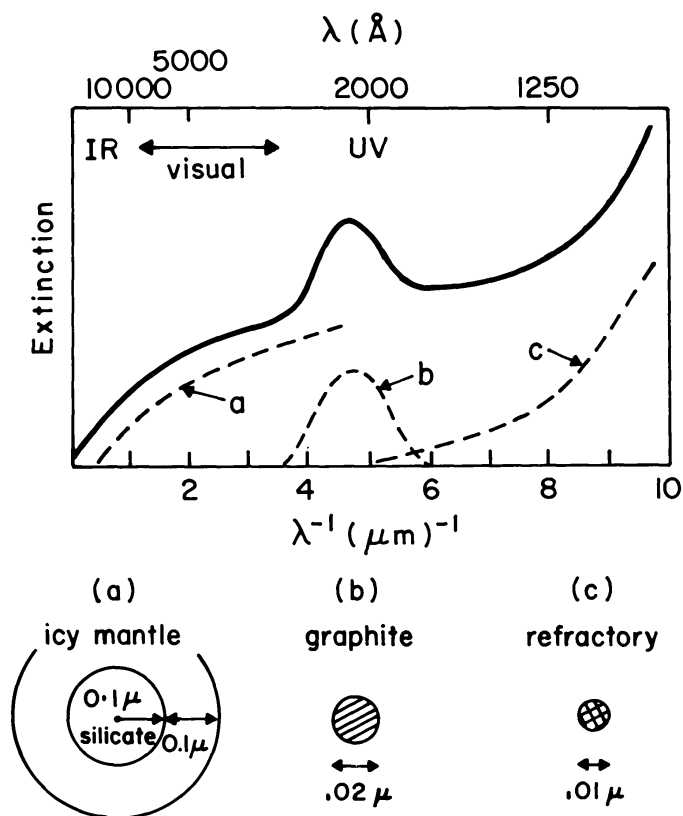 λ (Å)
10000 5000 2000 1250
IR visual UV
Extinction
a
b
c
2 4 6 8 10
λ⁻¹ (μm)⁻¹
(a) (b) (c)
icy mantle graphite refractory
0·1μ
silicate 0.1μ
.02 μ .01 μ